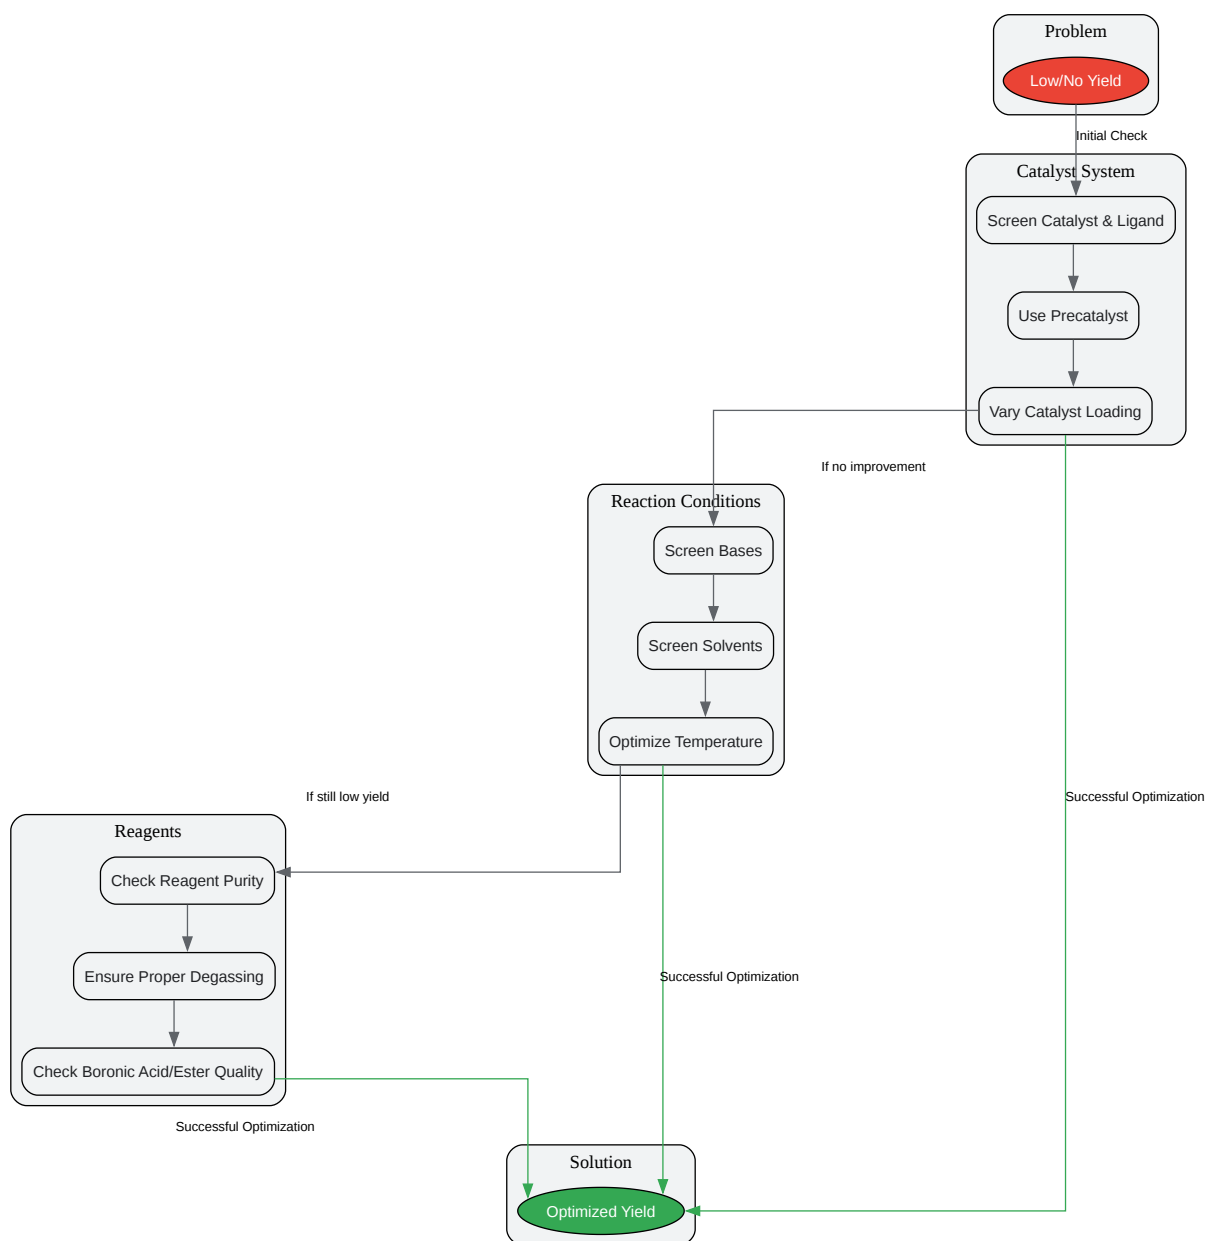 Problem
Low/No Yield
Initial Check
Catalyst System
Screen Catalyst & Ligand
Use Precatalyst
Vary Catalyst Loading
If no improvement
Reaction Conditions
Screen Bases
Screen Solvents
Optimize Temperature
If still low yield
Successful Optimization
Reagents
Check Reagent Purity
Ensure Proper Degassing
Successful Optimization
Check Boronic Acid/Ester Quality
Successful Optimization
Solution
Optimized Yield